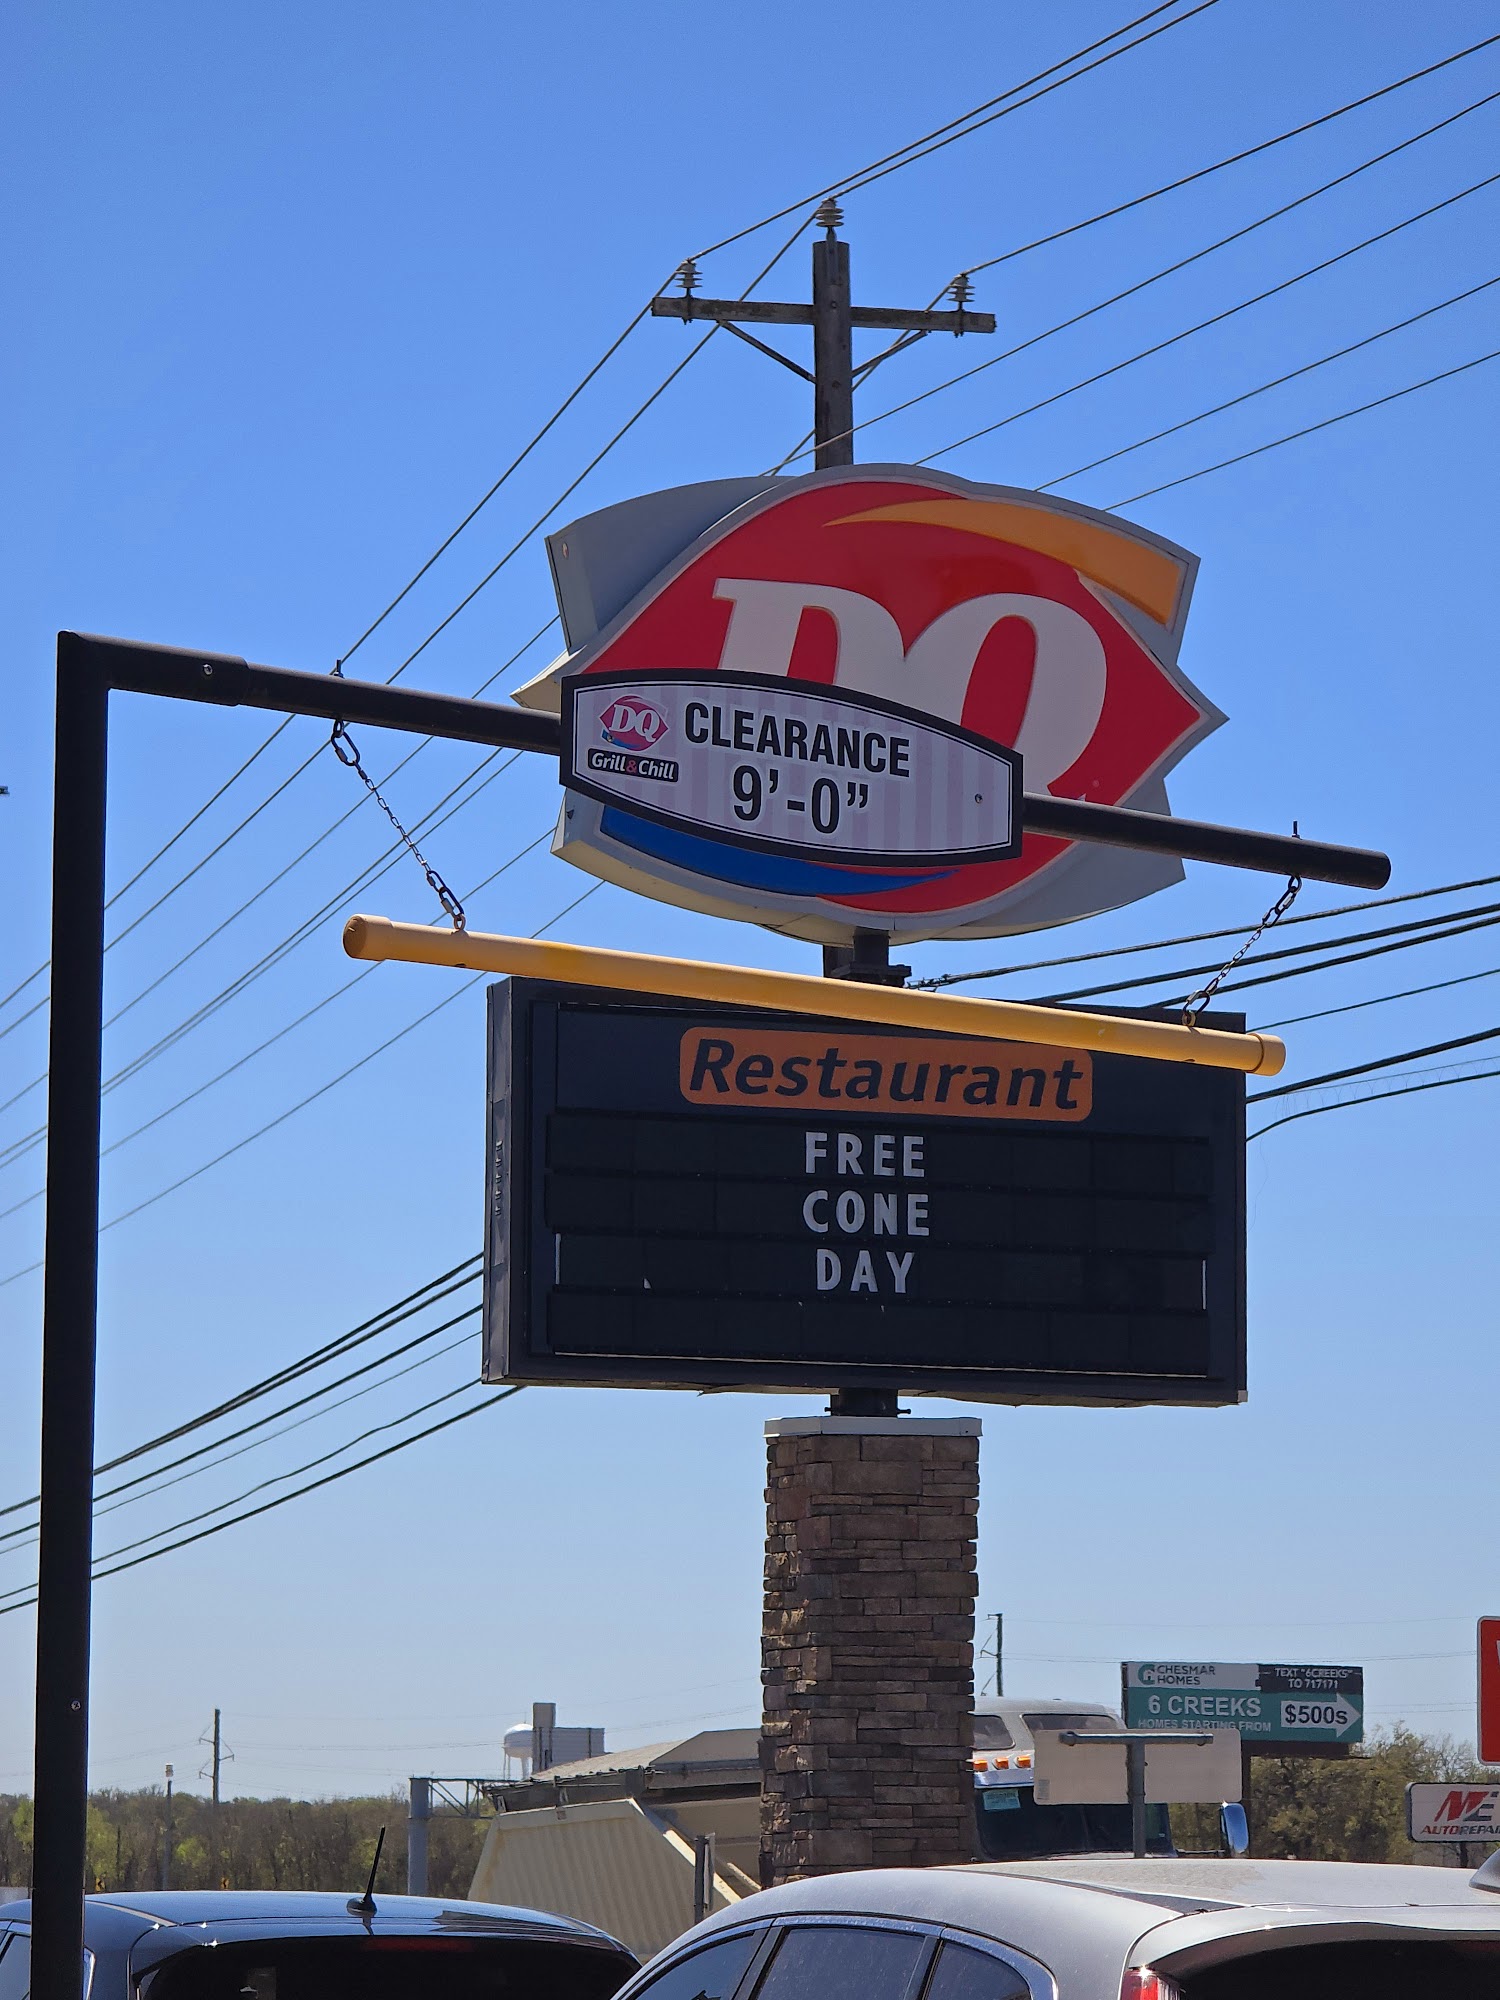 DQ
DQ
Grill & Chill
CLEARANCE
9'-0"
Restaurant
FREE
CONE
DAY
CHESMAR
HOMES
TEXT "6CREEKS"
TO 717171
6 CREEKS
HOMES STARTING FROM
$500s